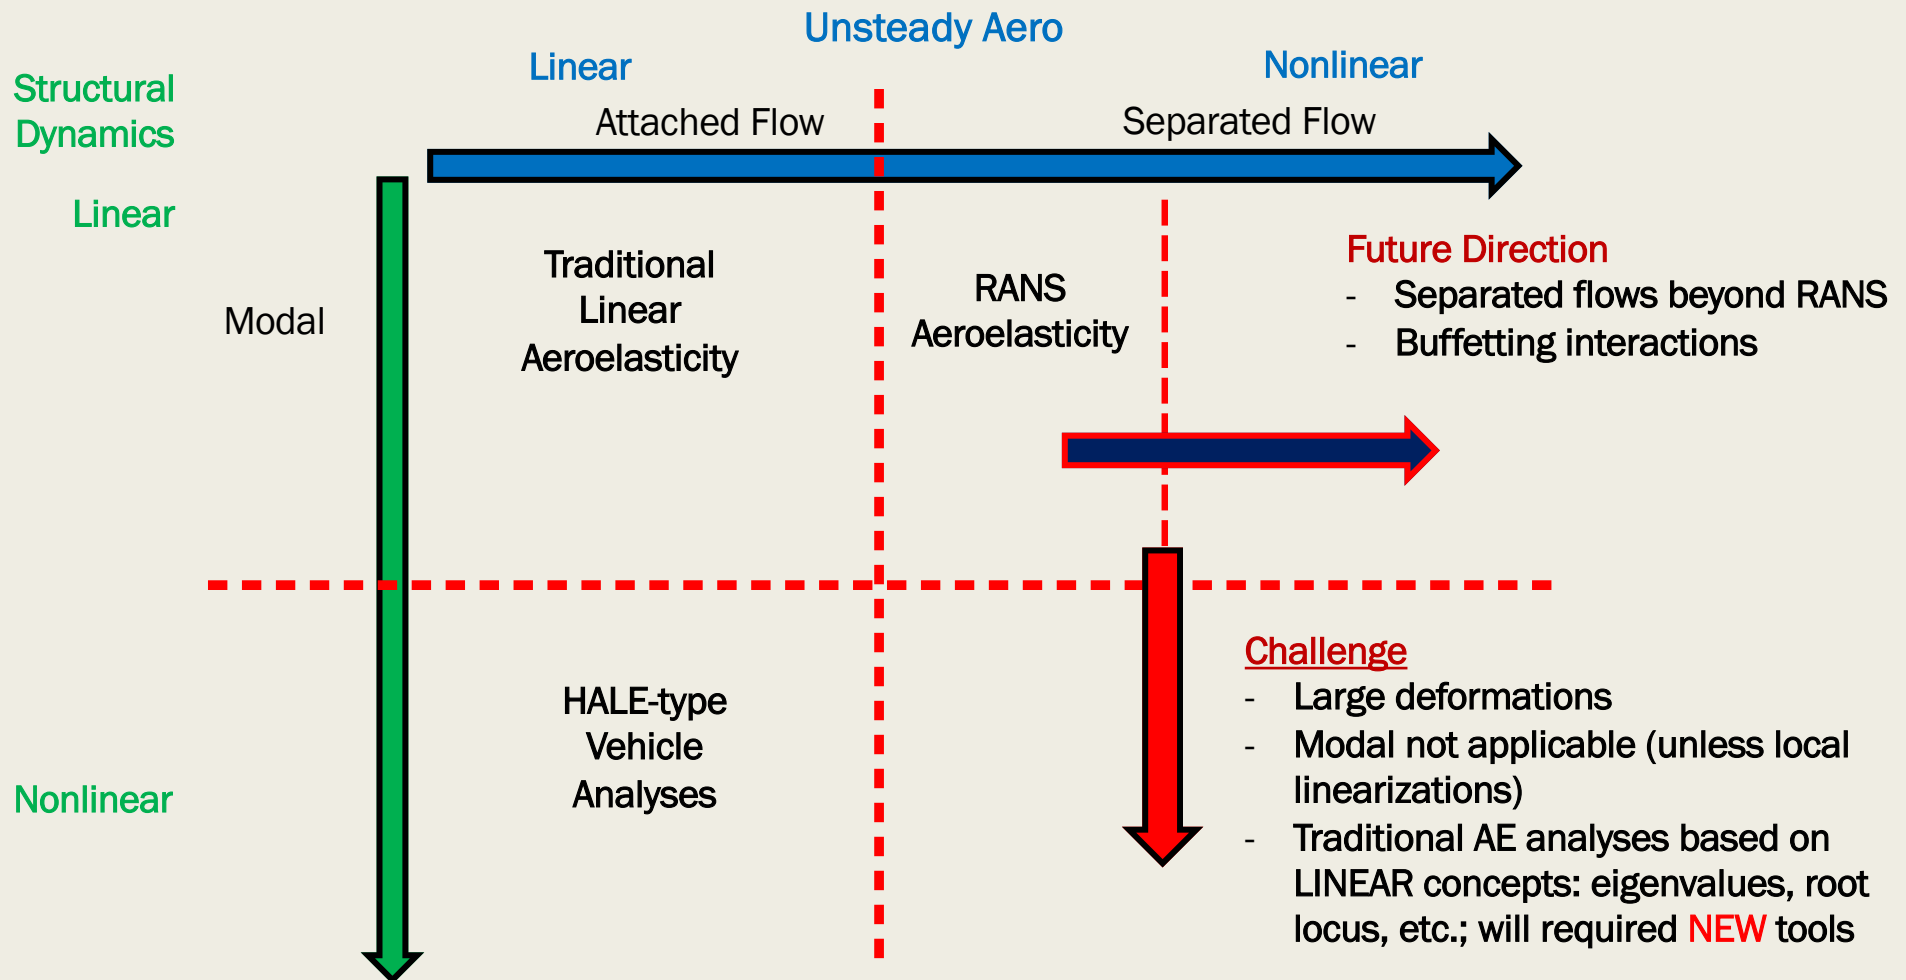 Unsteady Aero
Linear
Nonlinear
Structural
Dynamics
Attached Flow
Separated Flow
Linear
Modal
Traditional
Linear
Aeroelasticity
RANS
Aeroelasticity
Future Direction
- Separated flows beyond RANS
- Buffetting interactions
Nonlinear
HALE-type
Vehicle
Analyses
Challenge
- Large deformations
- Modal not applicable (unless local
linearizations)
- Traditional AE analyses based on
LINEAR concepts: eigenvalues, root
locus, etc.; will required NEW tools